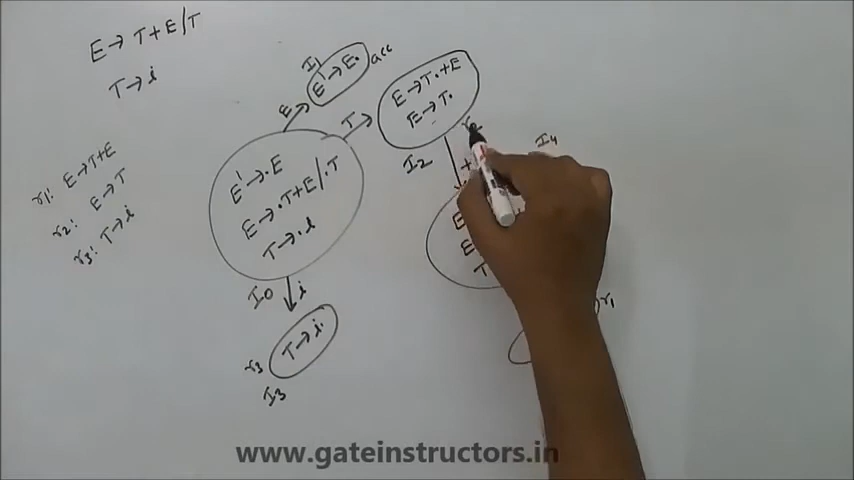 E → T+E/T
T → i
r1: E → T+E
r2: E → T
r3: T → i
E' → .E
E → .T+E/.T
T → .i
I0
E
I1
E' → E.
acc
T
E → T.+E
E → T.
I2
r2
+
I4
E
E
T
r1
i
T → i.
r3
I3
www.gateinstructors.in